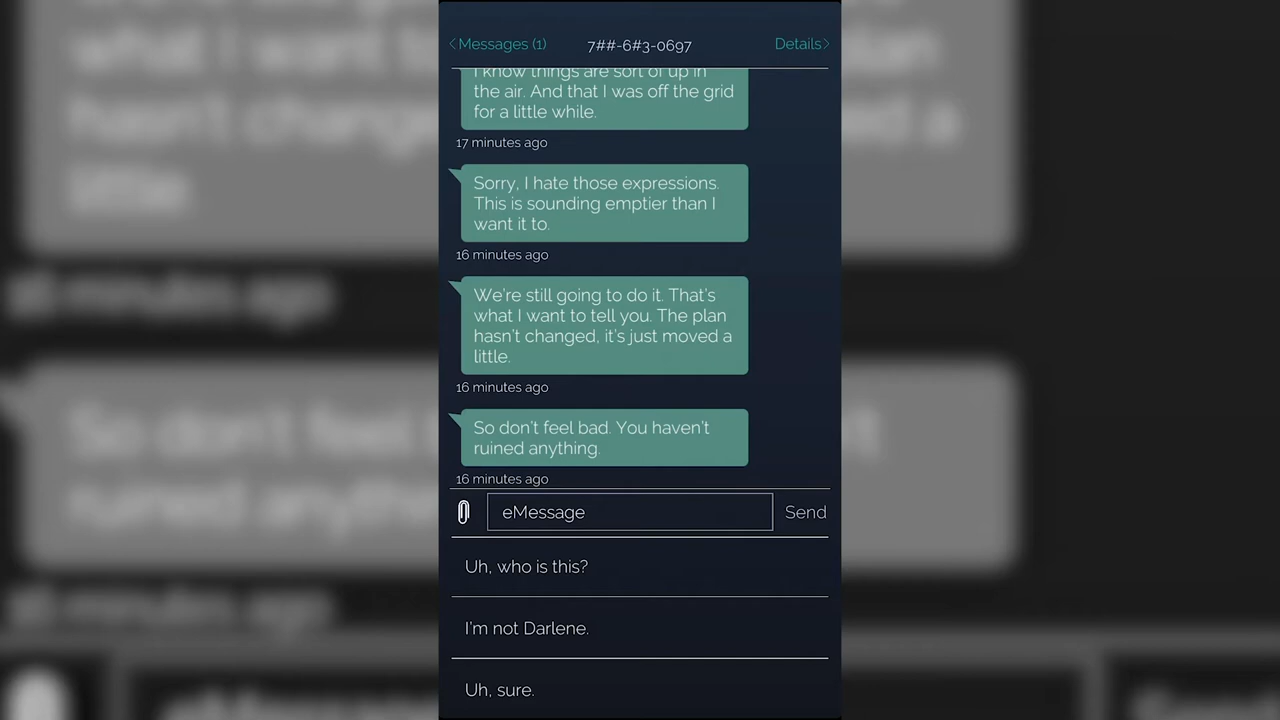 Messages (1)
7##-6#3-0697
Details
I know things are sort of up in
the air. And that I was off the grid
for a little while.
17 minutes ago
Sorry, I hate those expressions.
This is sounding emptier than I
want it to.
16 minutes ago
We're still going to do it. That's
what I want to tell you. The plan
hasn't changed, it's just moved a
little.
16 minutes ago
So don't feel bad. You haven't
ruined anything.
16 minutes ago
eMessage
Send
Uh, who is this?
I'm not Darlene.
Uh, sure.